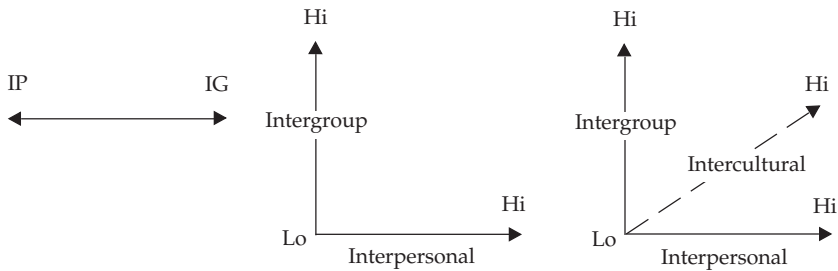 IP IG
Hi
Intergroup
Lo
Hi
Interpersonal
Hi
Intergroup
Hi
Intercultural
Lo
Hi
Interpersonal